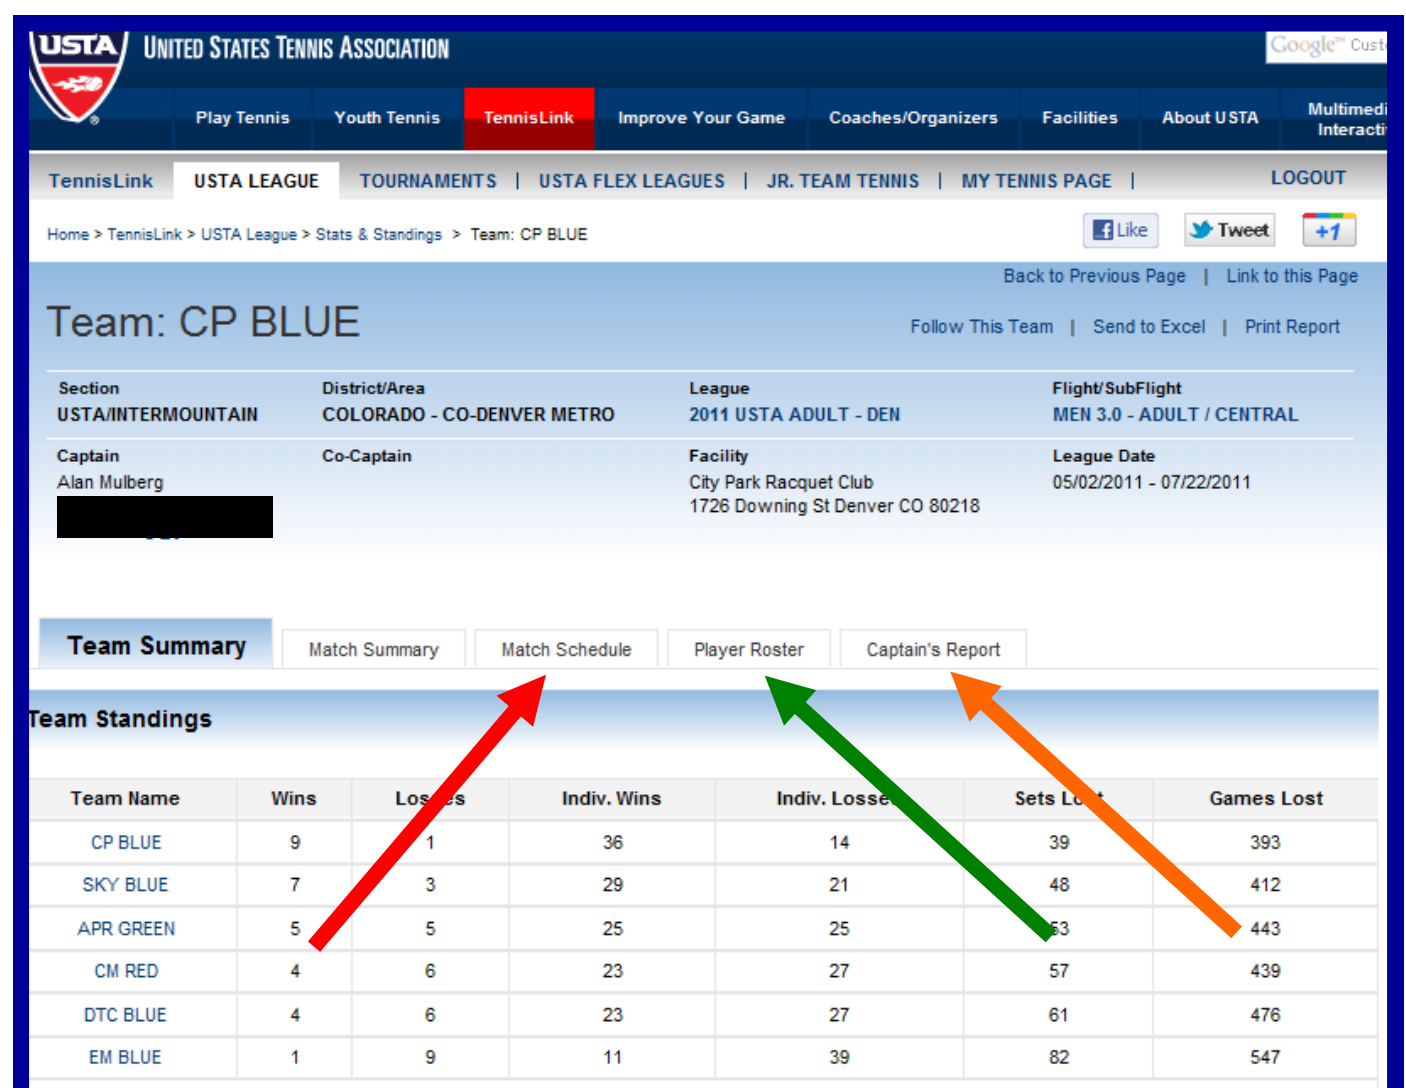 USTA UNITED STATES TENNIS ASSOCIATION Google™
Play Tennis Youth Tennis TennisLink Improve Your Game Coaches/Organizers Facilities About USTA
TennisLink USTA LEAGUE TOURNAMENTS | USTA FLEX LEAGUES | JR. TEAM TENNIS | MY TENNIS PAGE | LOGOUT
Home > TennisLink > USTA League > Stats & Standings > Team: CP BLUE Like Tweet +1
Back to Previous Page | Link to this Page
Team: CP BLUE
Follow This Team | Send to Excel | Print Report
Section District/Area League Flight/SubFlight
USTA/INTERMOUNTAIN COLORADO - CO-DENVER METRO 2011 USTA ADULT - DEN MEN 3.0 - ADULT / CENTRAL
Captain Co-Captain Facility League Date
Alan Mulberg City Park Racquet Club 05/02/2011 - 07/22/2011
1726 Downing St Denver CO 80218
Team Summary Match Summary Match Schedule Player Roster Captain's Report
Team Standings
Team Name Wins Losses Indiv. Wins Indiv. Losses Sets Lost Games Lost
CP BLUE 9 1 36 14 39 393
SKY BLUE 7 3 29 21 48 412
APR GREEN 5 5 25 25 53 443
CM RED 4 6 23 27 57 439
DTC BLUE 4 6 23 27 61 476
EM BLUE 1 9 11 39 82 547